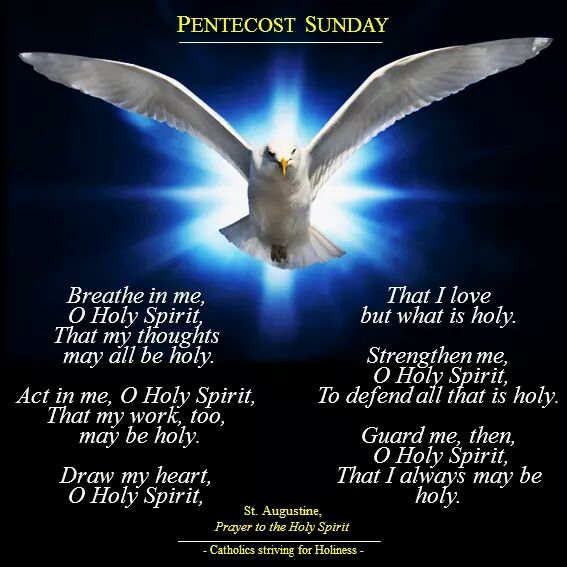 PENTECOST SUNDAY
Breathe in me,
O Holy Spirit,
That my thoughts
may all be holy.
Act in me, O Holy Spirit,
That my work, too,
may be holy.
Draw my heart,
O Holy Spirit,
That I love
but what is holy.
Strengthen me,
O Holy Spirit,
To defend all that is holy.
Guard me, then,
O Holy Spirit,
That I always may be
holy.
St. Augustine,
Prayer to the Holy Spirit
- Catholics striving for Holiness -